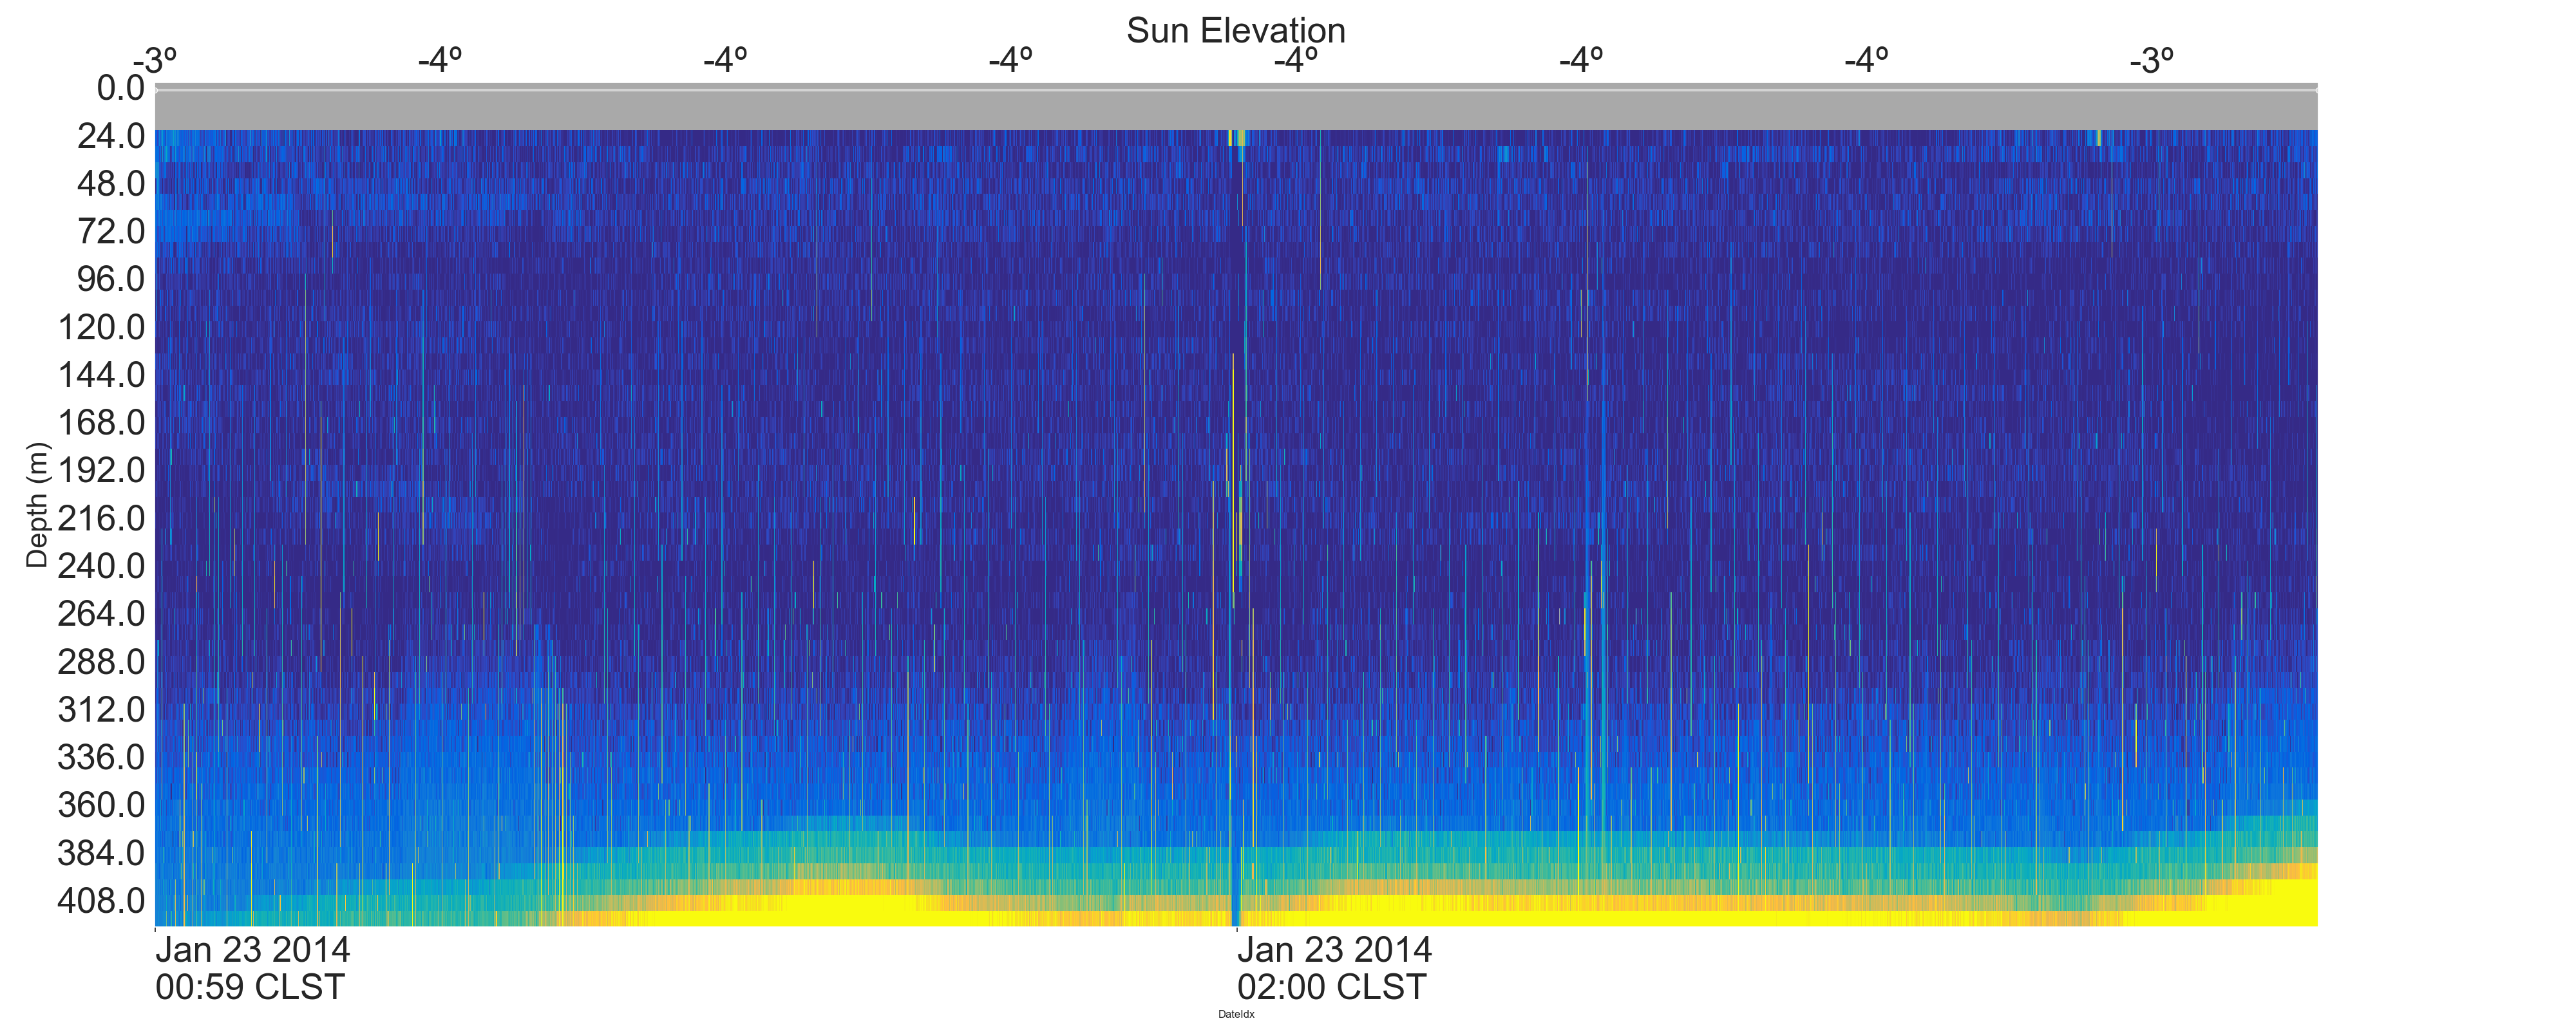 Sun Elevation
-3º -4º -4º -4º -4º -4º -4º -3º
0.0
24.0
48.0
72.0
96.0
120.0
144.0
168.0
192.0
216.0
240.0
264.0
288.0
312.0
336.0
360.0
384.0
408.0
Depth (m)
Jan 23 2014
00:59 CLST
Jan 23 2014
02:00 CLST
DateIdx